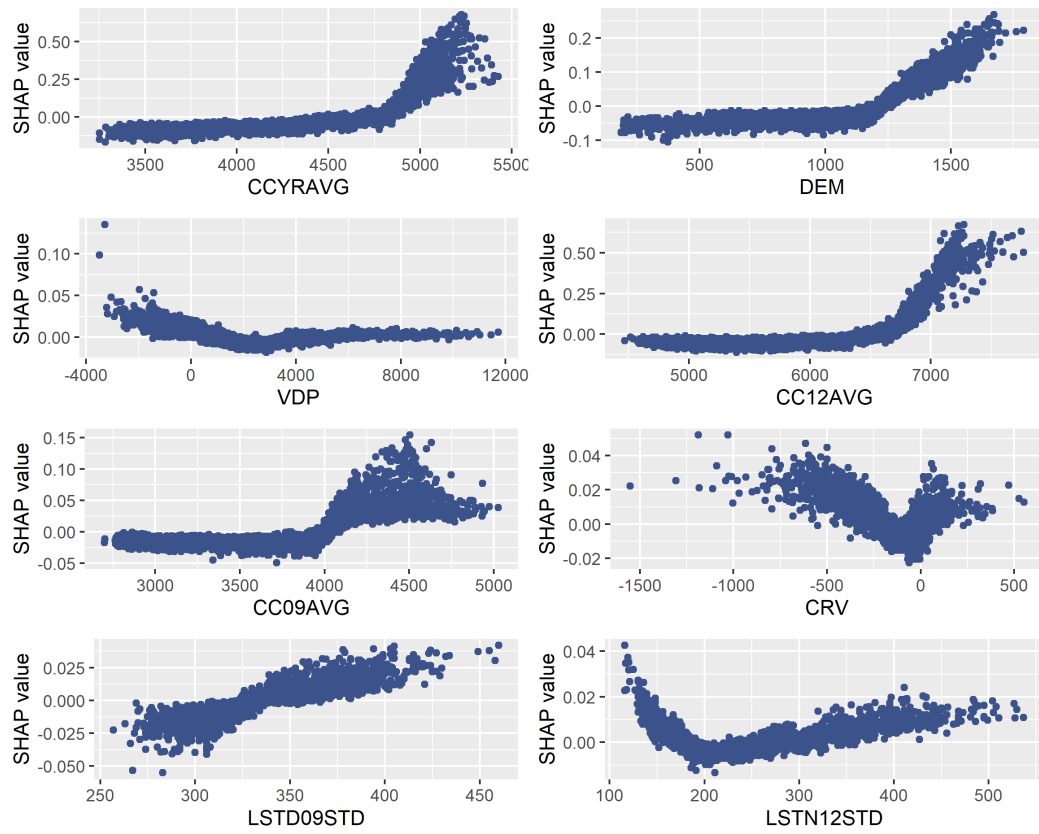 SHAP value
0.50
0.25
0.00
3500 4000 4500 5000 5500
CCYRAVG
SHAP value
0.2
0.1
0.0
-0.1
500 1000 1500
DEM
SHAP value
0.10
0.05
0.00
-4000 0 4000 8000 12000
VDP
SHAP value
0.50
0.25
0.00
5000 6000 7000
CC12AVG
SHAP value
0.15
0.10
0.05
0.00
-0.05
3000 3500 4000 4500 5000
CC09AVG
SHAP value
0.04
0.02
0.00
-0.02
-1500 -1000 -500 0 500
CRV
SHAP value
0.025
0.000
-0.025
-0.050
250 300 350 400 450
LSTD09STD
SHAP value
0.04
0.02
0.00
100 200 300 400 500
LSTN12STD